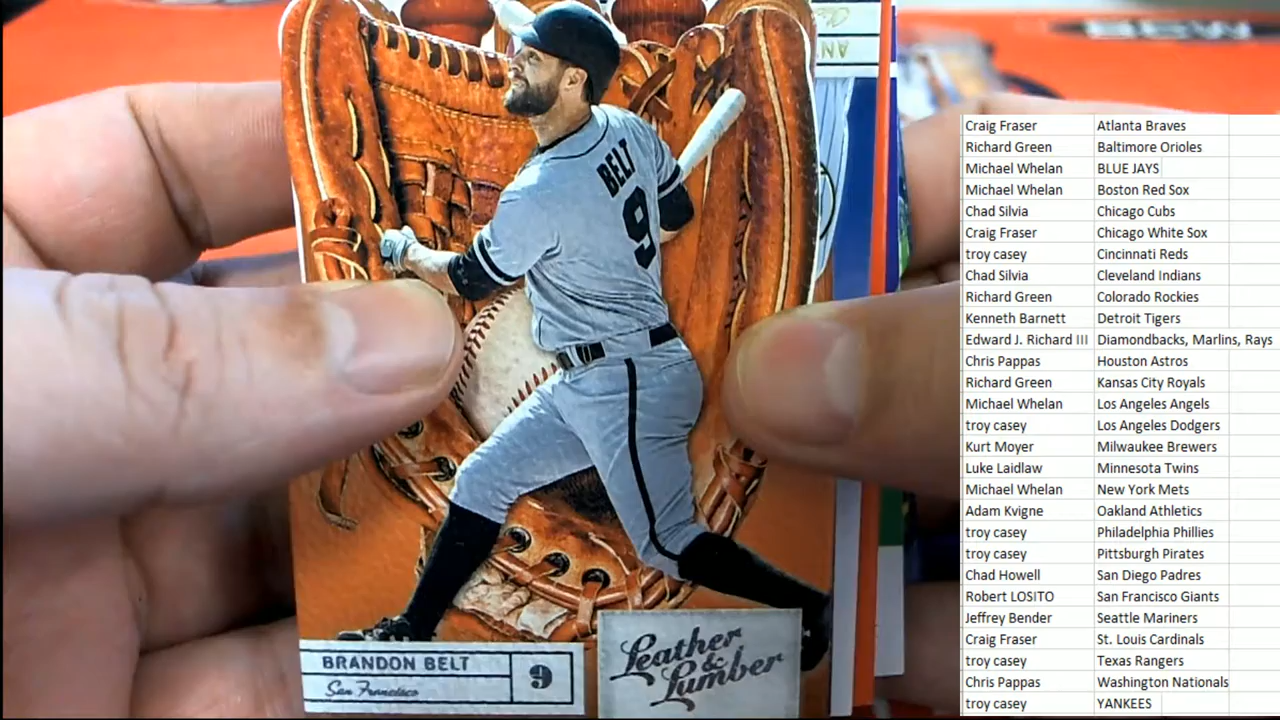 BELT
9
BRANDON BELT
9
San Francisco
Leather
&
Lumber
Craig Fraser Atlanta Braves
Richard Green Baltimore Orioles
Michael Whelan BLUE JAYS
Michael Whelan Boston Red Sox
Chad Silvia Chicago Cubs
Craig Fraser Chicago White Sox
troy casey Cincinnati Reds
Chad Silvia Cleveland Indians
Richard Green Colorado Rockies
Kenneth Barnett Detroit Tigers
Edward J. Richard III Diamondbacks, Marlins, Rays
Chris Pappas Houston Astros
Richard Green Kansas City Royals
Michael Whelan Los Angeles Angels
troy casey Los Angeles Dodgers
Kurt Moyer Milwaukee Brewers
Luke Laidlaw Minnesota Twins
Michael Whelan New York Mets
Adam Kvigne Oakland Athletics
troy casey Philadelphia Phillies
troy casey Pittsburgh Pirates
Chad Howell San Diego Padres
Robert LOSITO San Francisco Giants
Jeffrey Bender Seattle Mariners
Craig Fraser St. Louis Cardinals
troy casey Texas Rangers
Chris Pappas Washington Nationals
troy casey YANKEES